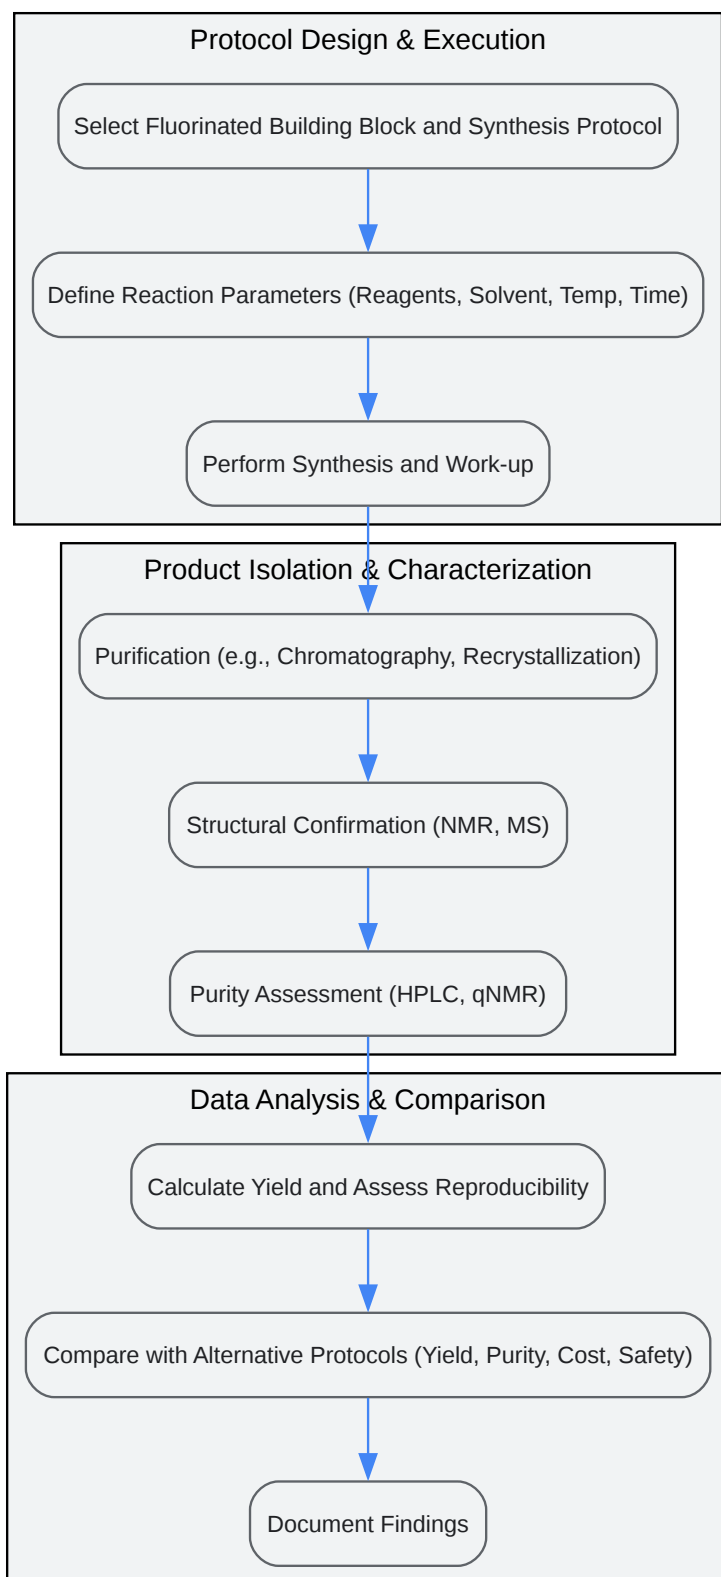 Protocol Design & Execution
Select Fluorinated Building Block and Synthesis Protocol
Define Reaction Parameters (Reagents, Solvent, Temp, Time)
Perform Synthesis and Work-up
Product Isolation & Characterization
Purification (e.g., Chromatography, Recrystallization)
Structural Confirmation (NMR, MS)
Purity Assessment (HPLC, qNMR)
Data Analysis & Comparison
Calculate Yield and Assess Reproducibility
Compare with Alternative Protocols (Yield, Purity, Cost, Safety)
Document Findings